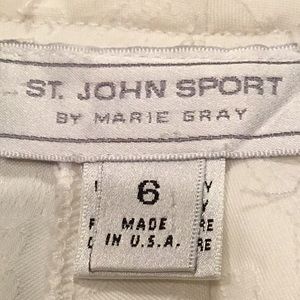 ST. JOHN SPORT
BY MARIE GRAY
6
MADE
IN U.S.A.